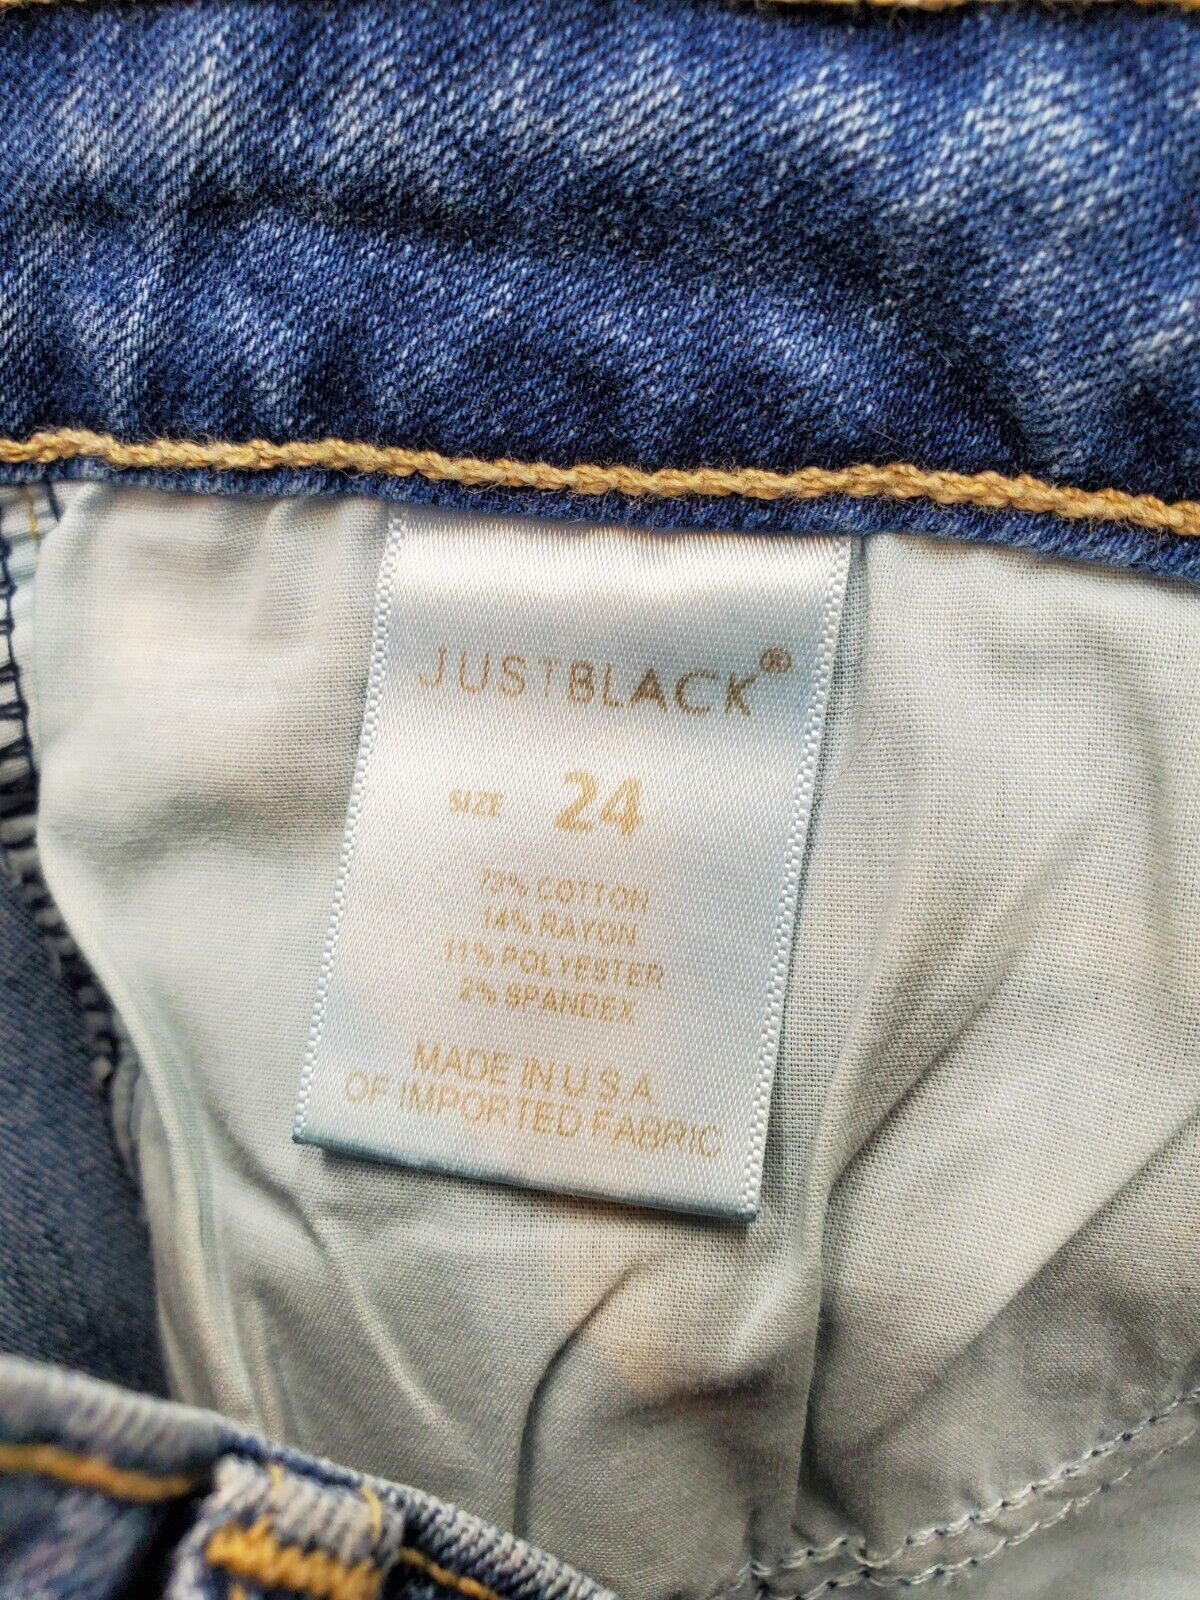 JUSTBLACK®
SIZE 24
73% COTTON
14% RAYON
11% POLYESTER
2% SPANDEX
MADE IN U.S.A
OF IMPORTED FABRIC